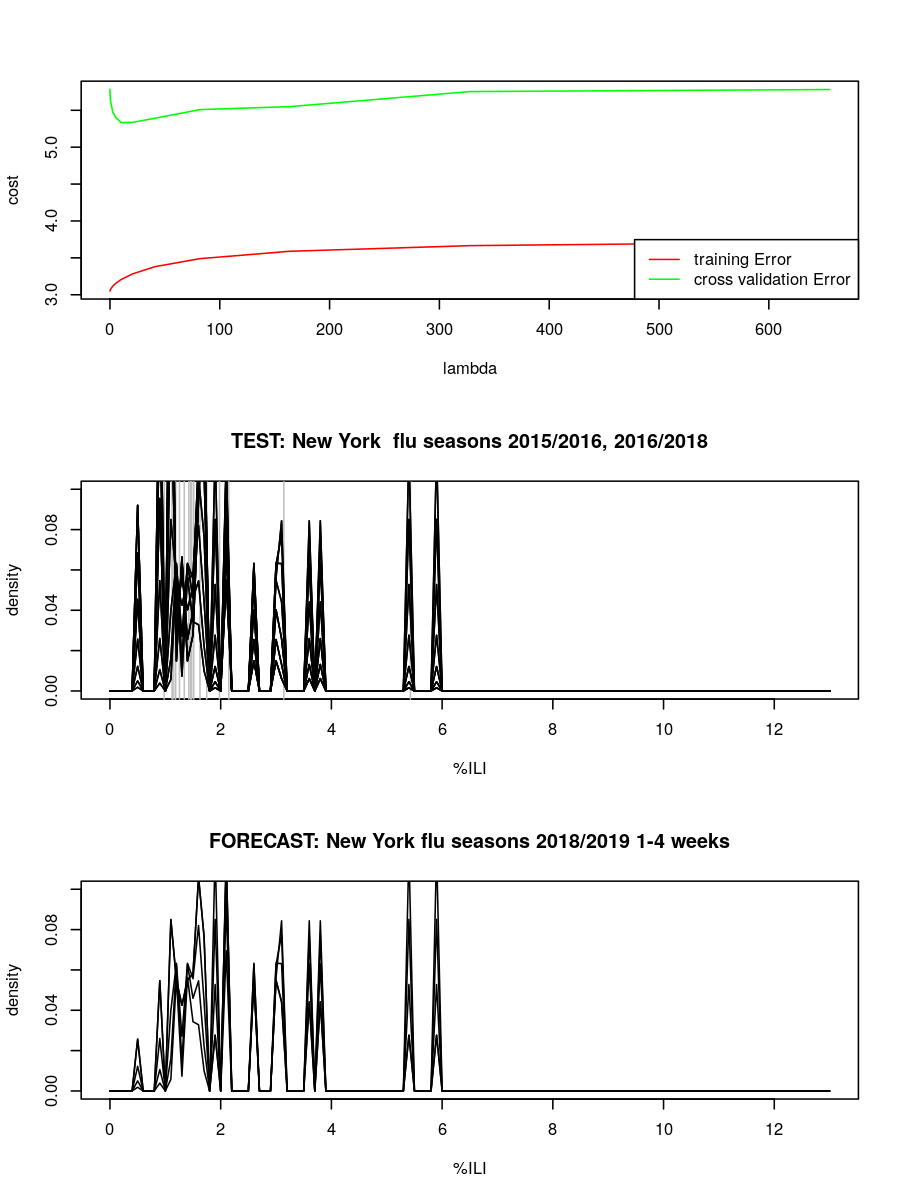 cost
5.0
4.0
3.0
training Error
cross validation Error
0 100 200 300 400 500 600
lambda
TEST: New York  flu seasons 2015/2016, 2016/2018
density
0.08
0.04
0.00
0 2 4 6 8 10 12
%ILI
FORECAST: New York flu seasons 2018/2019 1-4 weeks
density
0.08
0.04
0.00
0 2 4 6 8 10 12
%ILI